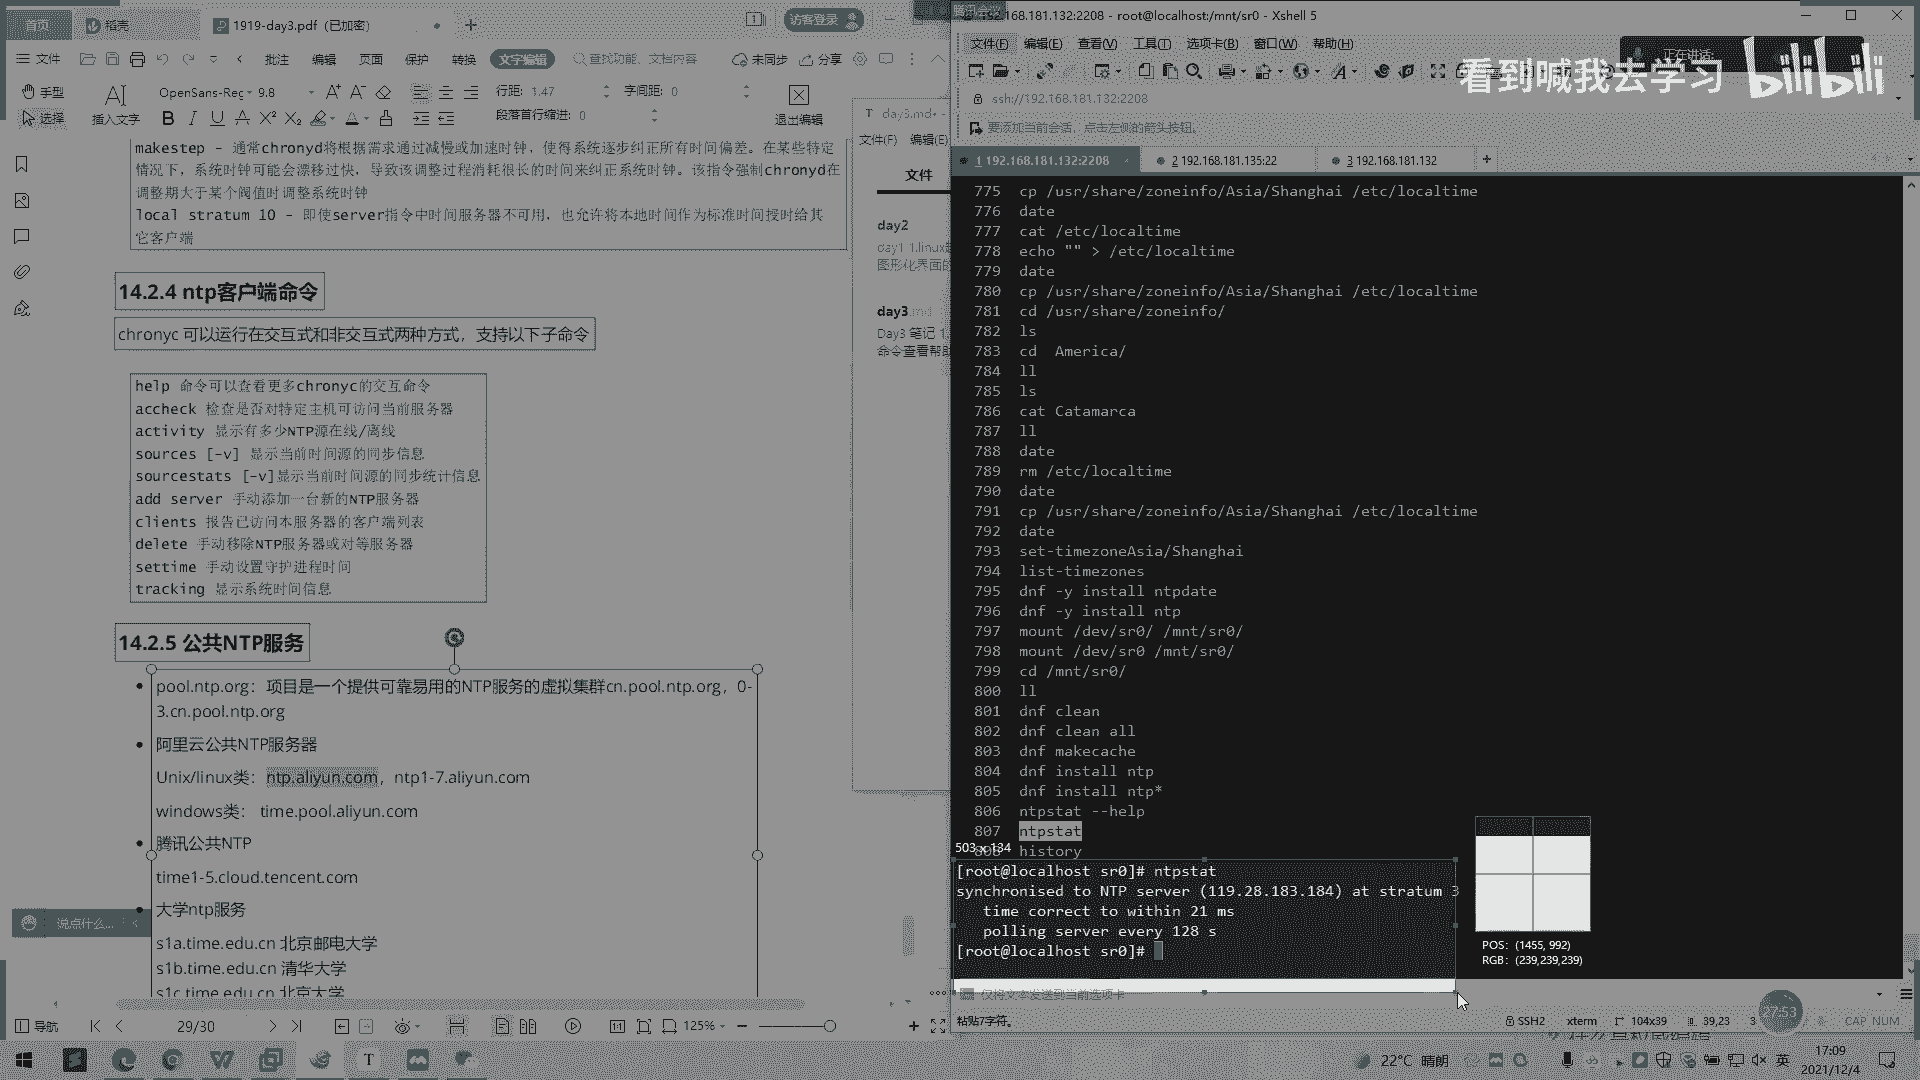 首页
稻壳
1919-day3.pdf (已加密)
访客登录
文件
批注
编辑
页面
保护
转换
文字编辑
查找功能、文档内容
未同步
分享
手型
选择
插入文字
OpenSans-Reg
9.8
行距: 1.47
字间距: 0
段落首行缩进: 0
退出编辑
makestep - 通常chronyd将根据需求通过减慢或加速时钟，使得系统逐步纠正所有时间偏差。在某些特定
情况下，系统时钟可能会漂移过快，导致该调整过程消耗很长的时间来纠正系统时钟。该指令强制chronyd在
调整期大于某个阀值时调整系统时钟
local stratum 10 - 即使server指令中时间服务器不可用，也允许将本地时间作为标准时间授时给其
它客户端
14.2.4 ntp客户端命令
chronyc 可以运行在交互式和非交互式两种方式，支持以下子命令
help 命令可以查看更多chronyc的交互命令
accheck 检查是否对特定主机可访问当前服务器
activity 显示有多少NTP源在线/离线
sources [-v] 显示当前时间源的同步信息
sourcestats [-v]显示当前时间源的同步统计信息
add server 手动添加一台新的NTP服务器
clients 报告已访问本服务器的客户端列表
delete 手动移除NTP服务器或对等服务器
settime 手动设置守护进程时间
tracking 显示系统时间信息
14.2.5 公共NTP服务
pool.ntp.org：项目是一个提供可靠易用的NTP服务的虚拟集群cn.pool.ntp.org，0-
3.cn.pool.ntp.org
阿里云公共NTP服务器
Unix/linux类：ntp.aliyun.com，ntp1-7.aliyun.com
windows类： time.pool.aliyun.com
腾讯公共NTP
time1-5.cloud.tencent.com
大学ntp服务
s1a.time.edu.cn 北京邮电大学
s1b.time.edu.cn 清华大学
s1c.time.edu.cn 北京大学
说点什么...
导航
29/30
125%
day3.md
文件(F) 编辑(E)
文件
day2
day1 1.linux
图形化界面的
day3.md
Day3 笔记 1.
命令查看帮助
腾讯会议
192.168.181.132:2208 - root@localhost:/mnt/sr0 - Xshell 5
文件(F) 编辑(E) 查看(V) 工具(T) 选项卡(B) 窗口(W) 帮助(H)
正在讲话:
看到喊我去学习 bilibili
ssh://192.168.181.132:2208
要添加当前会话，点击左侧的箭头按钮。
1 192.168.181.132:2208
2 192.168.181.135:22
3 192.168.181.132
775 cp /usr/share/zoneinfo/Asia/Shanghai /etc/localtime
776 date
777 cat /etc/localtime
778 echo "" > /etc/localtime
779 date
780 cp /usr/share/zoneinfo/Asia/Shanghai /etc/localtime
781 cd /usr/share/zoneinfo/
782 ls
783 cd  America/
784 ll
785 ls
786 cat Catamarca
787 ll
788 date
789 rm /etc/localtime
790 date
791 cp /usr/share/zoneinfo/Asia/Shanghai /etc/localtime
792 date
793 set-timezoneAsia/Shanghai
794 list-timezones
795 dnf -y install ntpdate
796 dnf -y install ntp
797 mount /dev/sr0/ /mnt/sr0/
798 mount /dev/sr0 /mnt/sr0/
799 cd /mnt/sr0/
800 ll
801 dnf clean
802 dnf clean all
803 dnf makecache
804 dnf install ntp
805 dnf install ntp*
806 ntpstat --help
807 ntpstat
808 history
503 x 134
[root@localhost sr0]# ntpstat
synchronised to NTP server (119.28.183.184) at stratum 3
time correct to within 21 ms
polling server every 128 s
[root@localhost sr0]#
POS: (1455, 992)
RGB: (239,239,239)
仅将文本发送到当前选项卡
粘贴7字符。
SSH2
xterm
104x39
39,23
3
27:53
CAP NUM
22°C 晴朗
英
17:09
2021/12/4